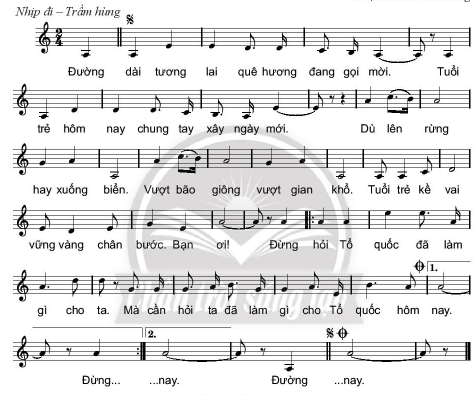 Nhịp đi – Trầm hùng
Đường dài tương lai quê hương đang gọi mời. Tuổi
trẻ hôm nay chung tay xây ngày mới. Dù lên rừng
hay xuống biển. Vượt bão giông vượt gian khổ. Tuổi trẻ kề vai
vững vàng chân bước. Bạn ơi! Đừng hỏi Tổ quốc đã làm
1.
gì cho ta. Mà cần hỏi ta đã làm gì cho Tổ quốc hôm nay.
2.
Đừng... ...nay. Đường ...nay.